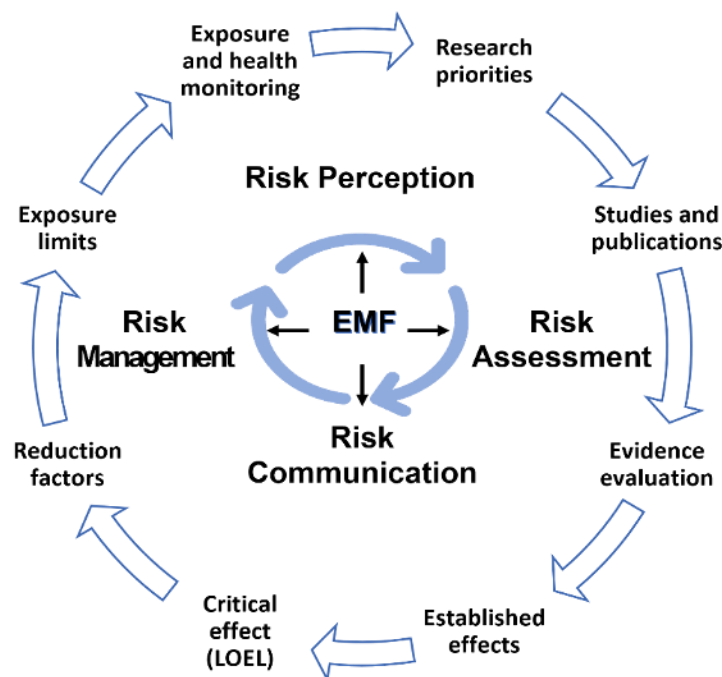 Exposure
and health
monitoring
Research
priorities
Studies and
publications
Evidence
evaluation
Established
effects
Critical
effect
(LOEL)
Reduction
factors
Exposure
limits
Risk Perception
Risk
Assessment
Risk
Communication
Risk
Management
EMF